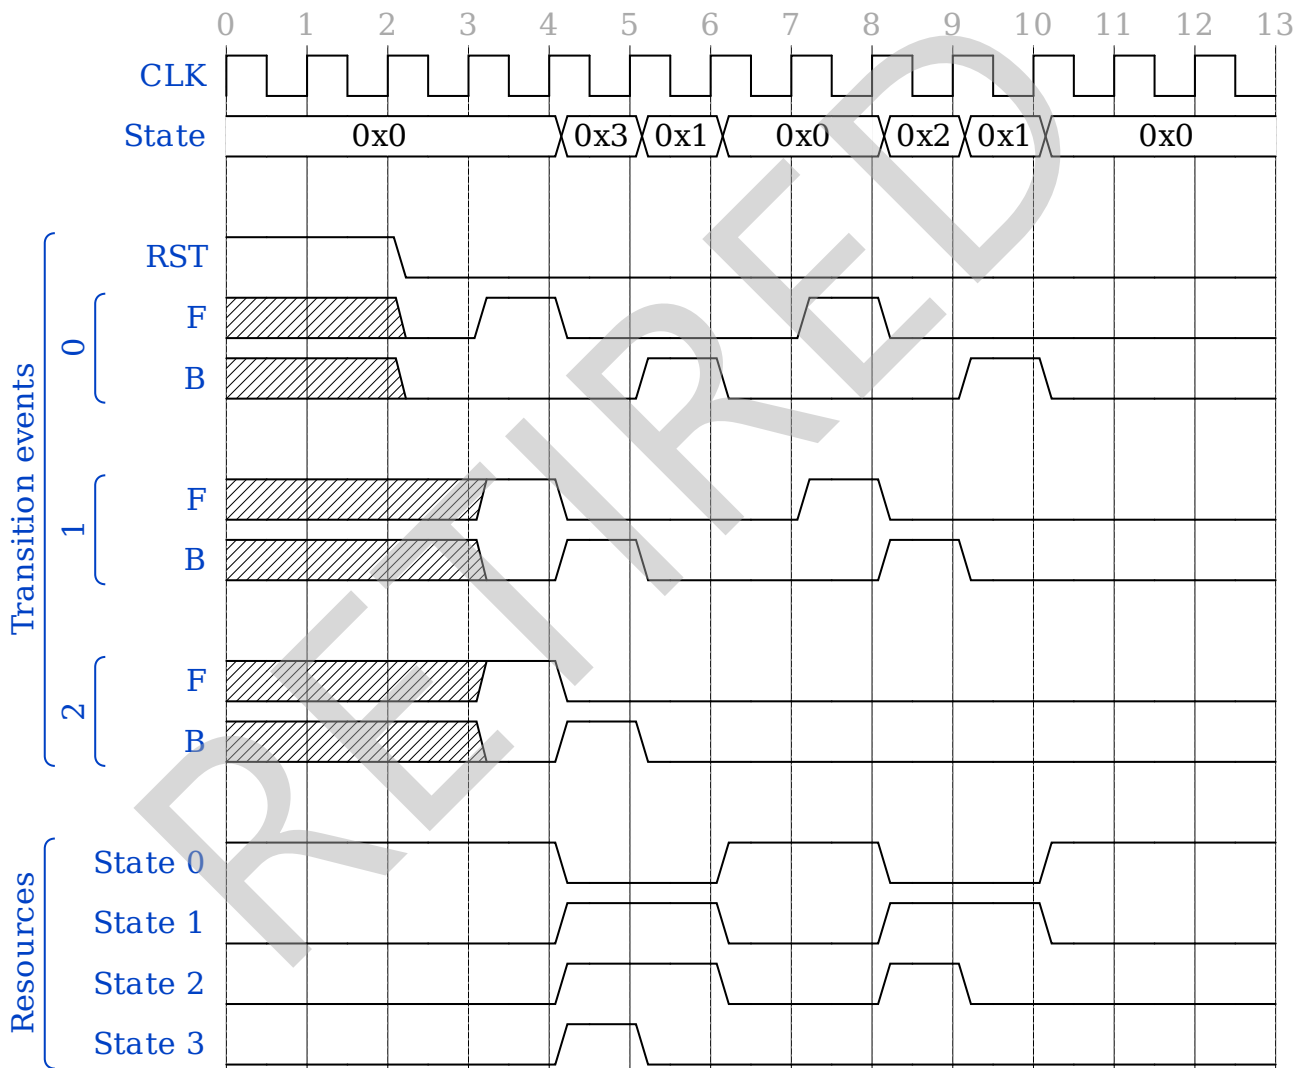 0 1 2 3 4 5 6 7 8 9 10 11 12 13
CLK
State 0x0 0x3 0x1 0x0 0x2 0x1 0x0
Transition events
RST
0
F
B
1
F
B
2
F
B
Resources
State 0
State 1
State 2
State 3
RETIRED